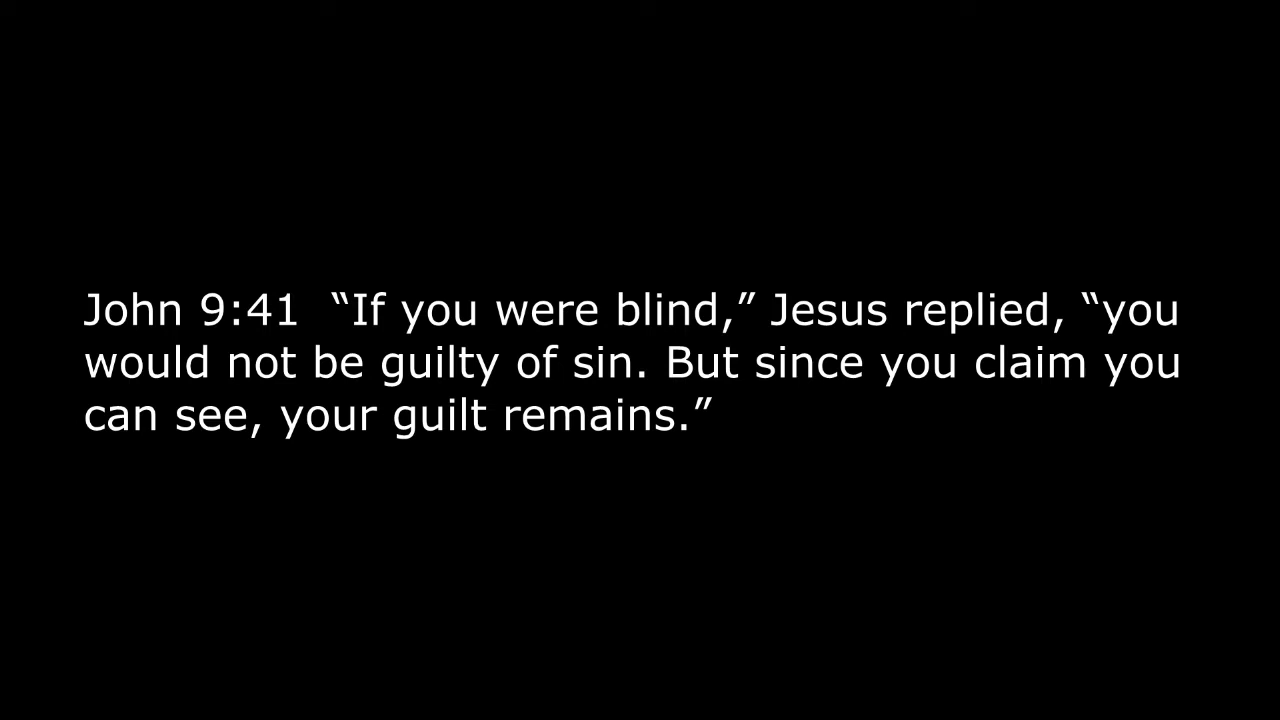 John 9:41  “If you were blind,” Jesus replied, “you
would not be guilty of sin. But since you claim you
can see, your guilt remains.”